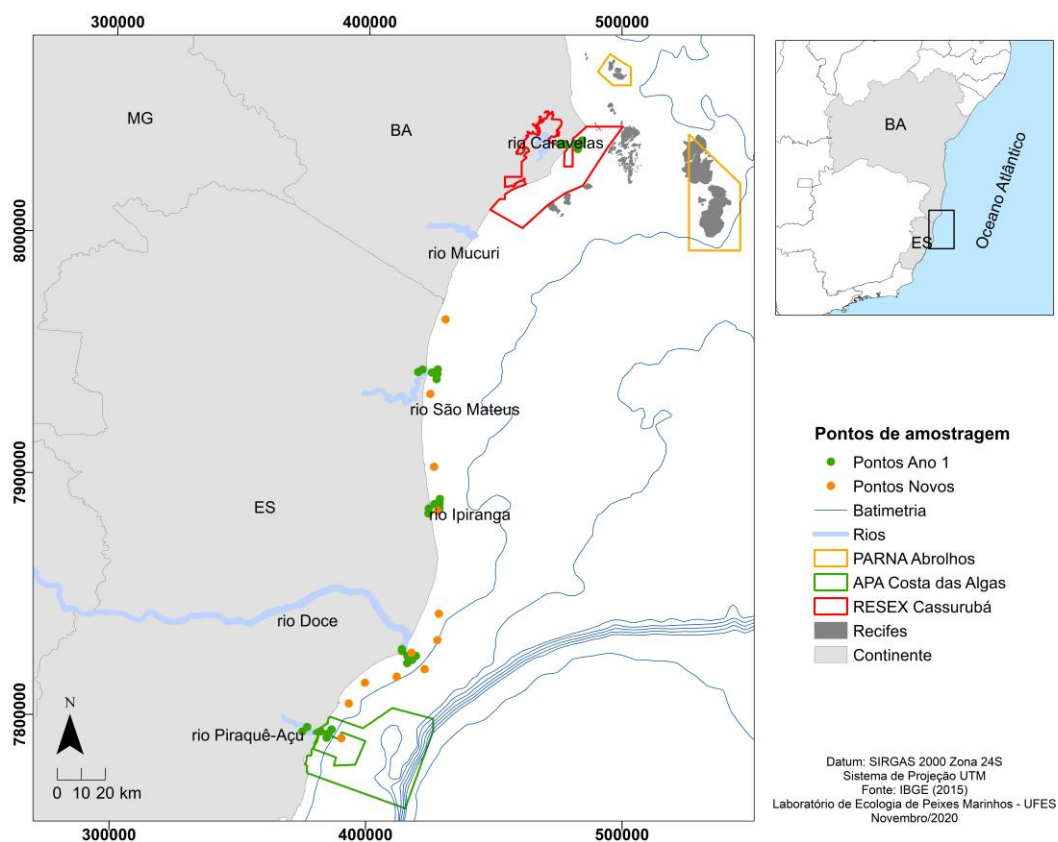 300000
400000
500000
MG
BA
rio Caravelas
8000000
rio Mucuri
rio São Mateus
7900000
rio Ipiranga
ES
rio Doce
7800000
rio Piraquê-Açu
N
0 10 20 km
300000
400000
500000
BA
ES
Oceano Atlântico
Pontos de amostragem
Pontos Ano 1
Pontos Novos
Batimetria
Rios
PARNA Abrolhos
APA Costa das Algas
RESEX Cassurubá
Recifes
Continente
Datum: SIRGAS 2000 Zona 24S
Sistema de Projeção UTM
Fonte: IBGE (2015)
Laboratório de Ecologia de Peixes Marinhos - UFES
Novembro/2020